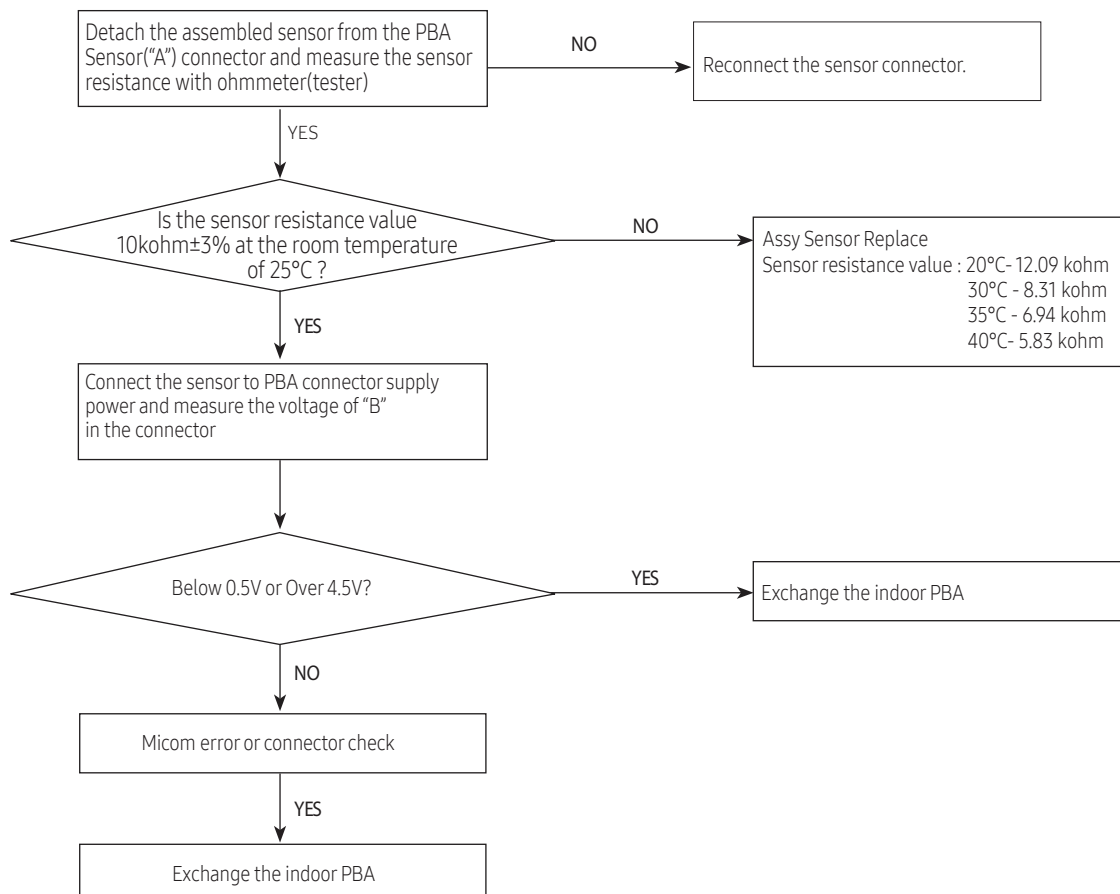 Detach the assembled sensor from the PBA
Sensor("A") connector and measure the sensor
resistance with ohmmeter(tester)
NO
Reconnect the sensor connector.
YES
Is the sensor resistance value
10kohm±3% at the room temperature
of 25°C ?
NO
Assy Sensor Replace
Sensor resistance value : 20°C- 12.09 kohm
30°C - 8.31 kohm
35°C - 6.94 kohm
40°C- 5.83 kohm
YES
Connect the sensor to PBA connector supply
power and measure the voltage of “B”
in the connector
Below 0.5V or Over 4.5V?
YES
Exchange the indoor PBA
NO
Micom error or connector check
YES
Exchange the indoor PBA